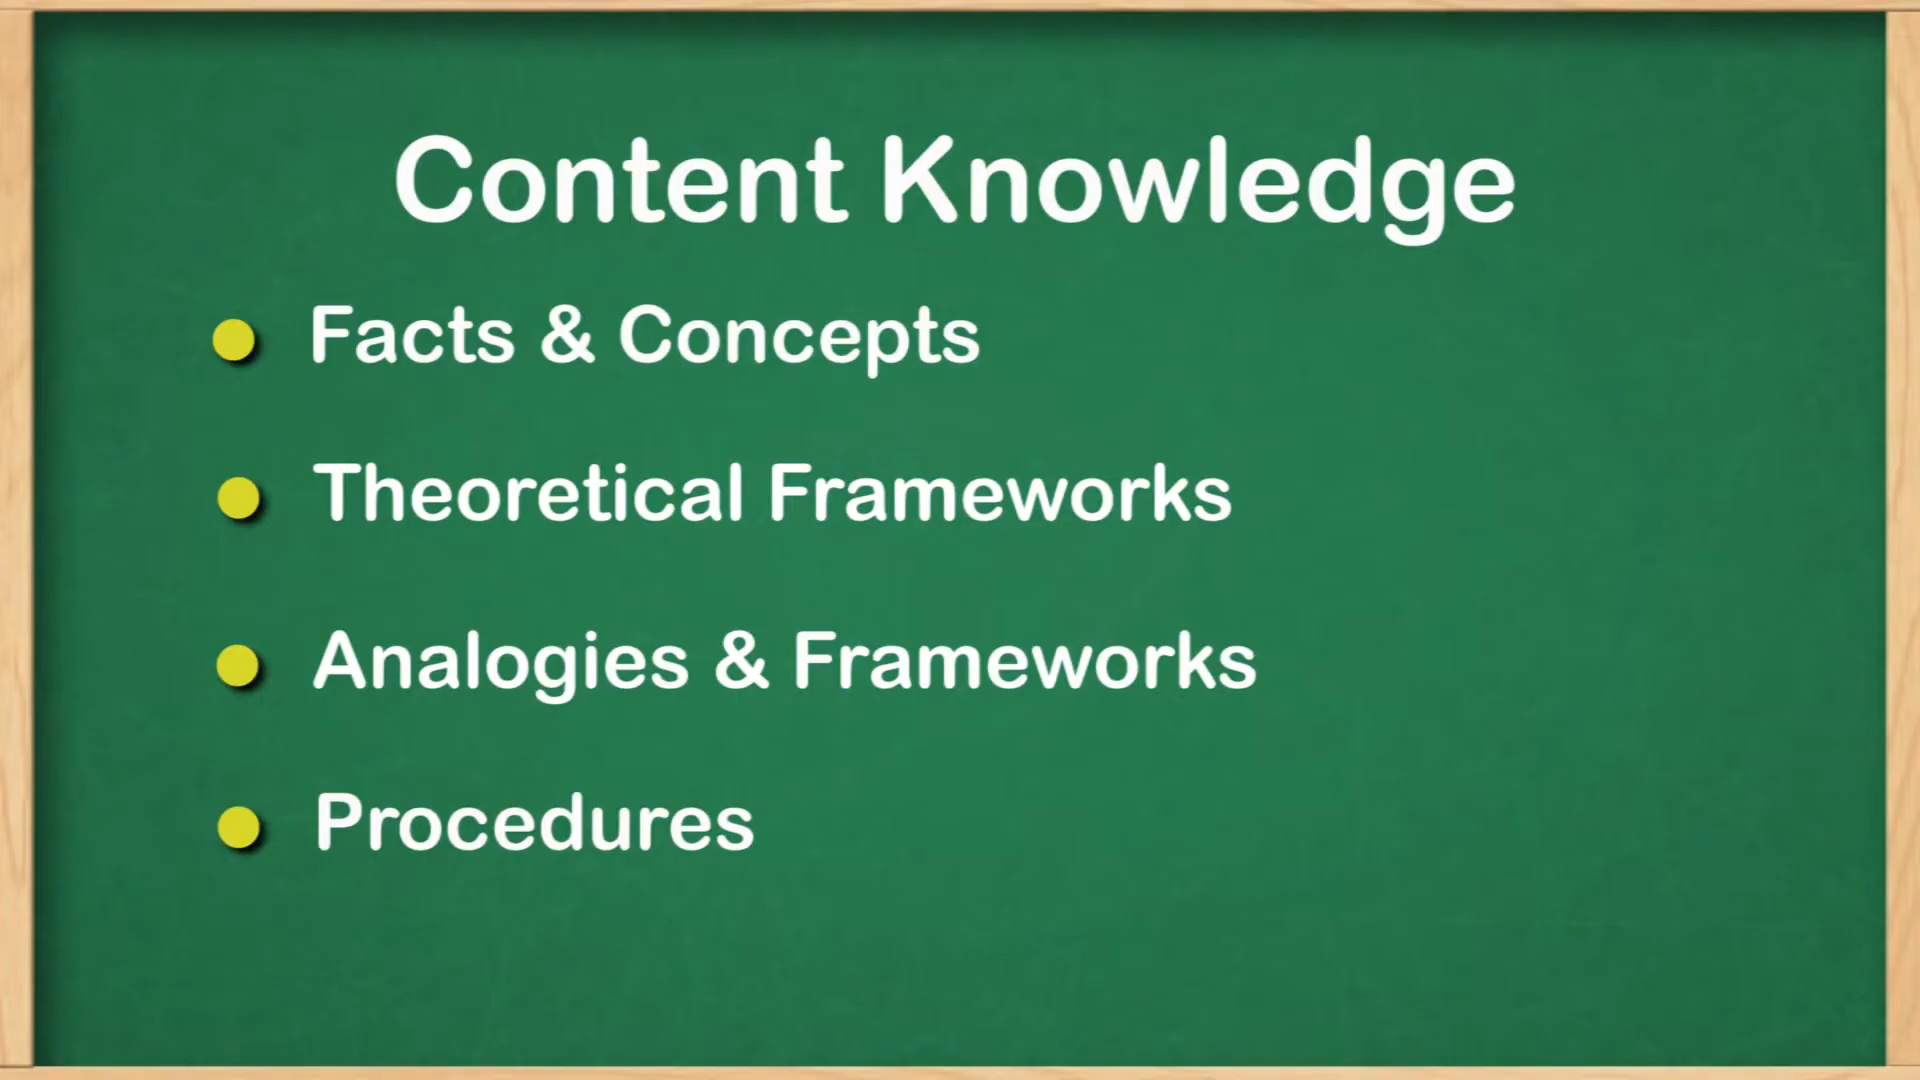 Content Knowledge
Facts & Concepts
Theoretical Frameworks
Analogies & Frameworks
Procedures